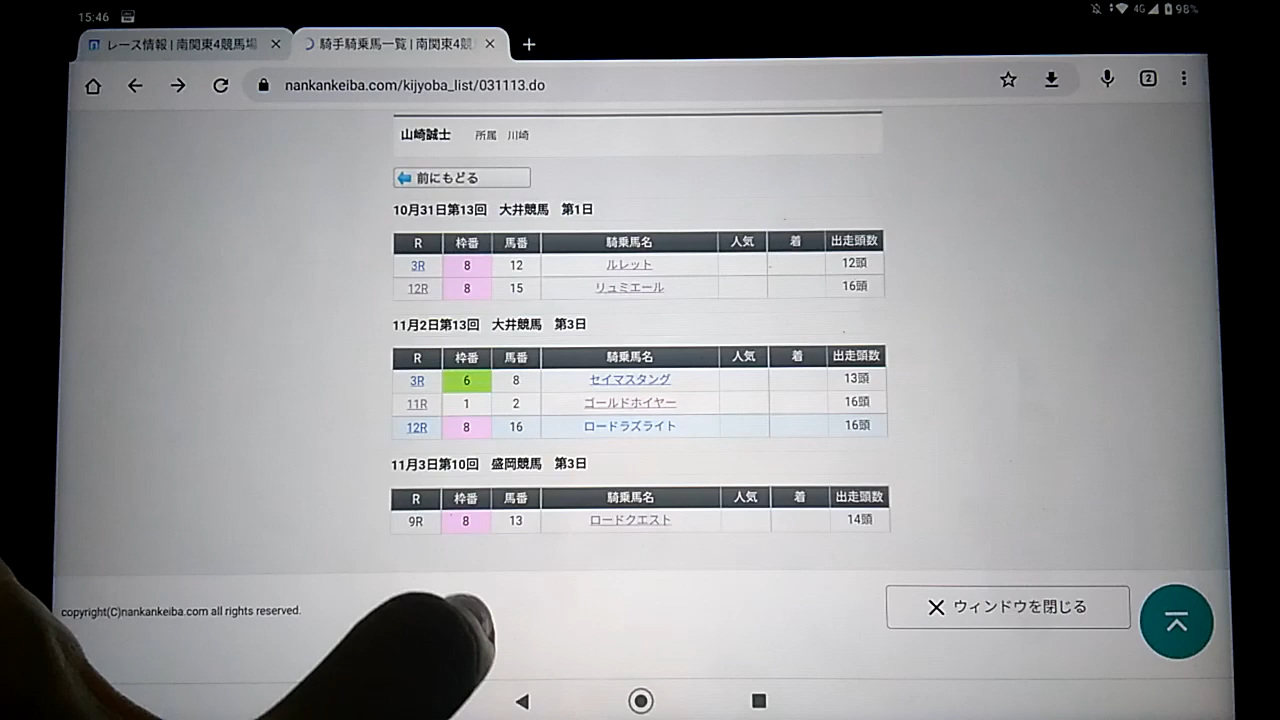 15:46 4G 98%
レース情報 | 南関東4競馬場 × 騎手騎乗馬一覧 | 南関東4競 × +
nankankeiba.com/kijyoba_list/031113.do 2
山崎誠士 所属 川崎
前にもどる
10月31日第13回 大井競馬 第1日
R 枠番 馬番 騎乗馬名 人気 着 出走頭数
3R 8 12 ルレット 12頭
12R 8 15 リュミエール 16頭
11月2日第13回 大井競馬 第3日
R 枠番 馬番 騎乗馬名 人気 着 出走頭数
3R 6 8 セイマスタング 13頭
11R 1 2 ゴールドホイヤー 16頭
12R 8 16 ロードラズライト 16頭
11月3日第10回 盛岡競馬 第3日
R 枠番 馬番 騎乗馬名 人気 着 出走頭数
9R 8 13 ロードクエスト 14頭
copyright(C)nankankeiba.com all rights reserved.
ウィンドウを閉じる